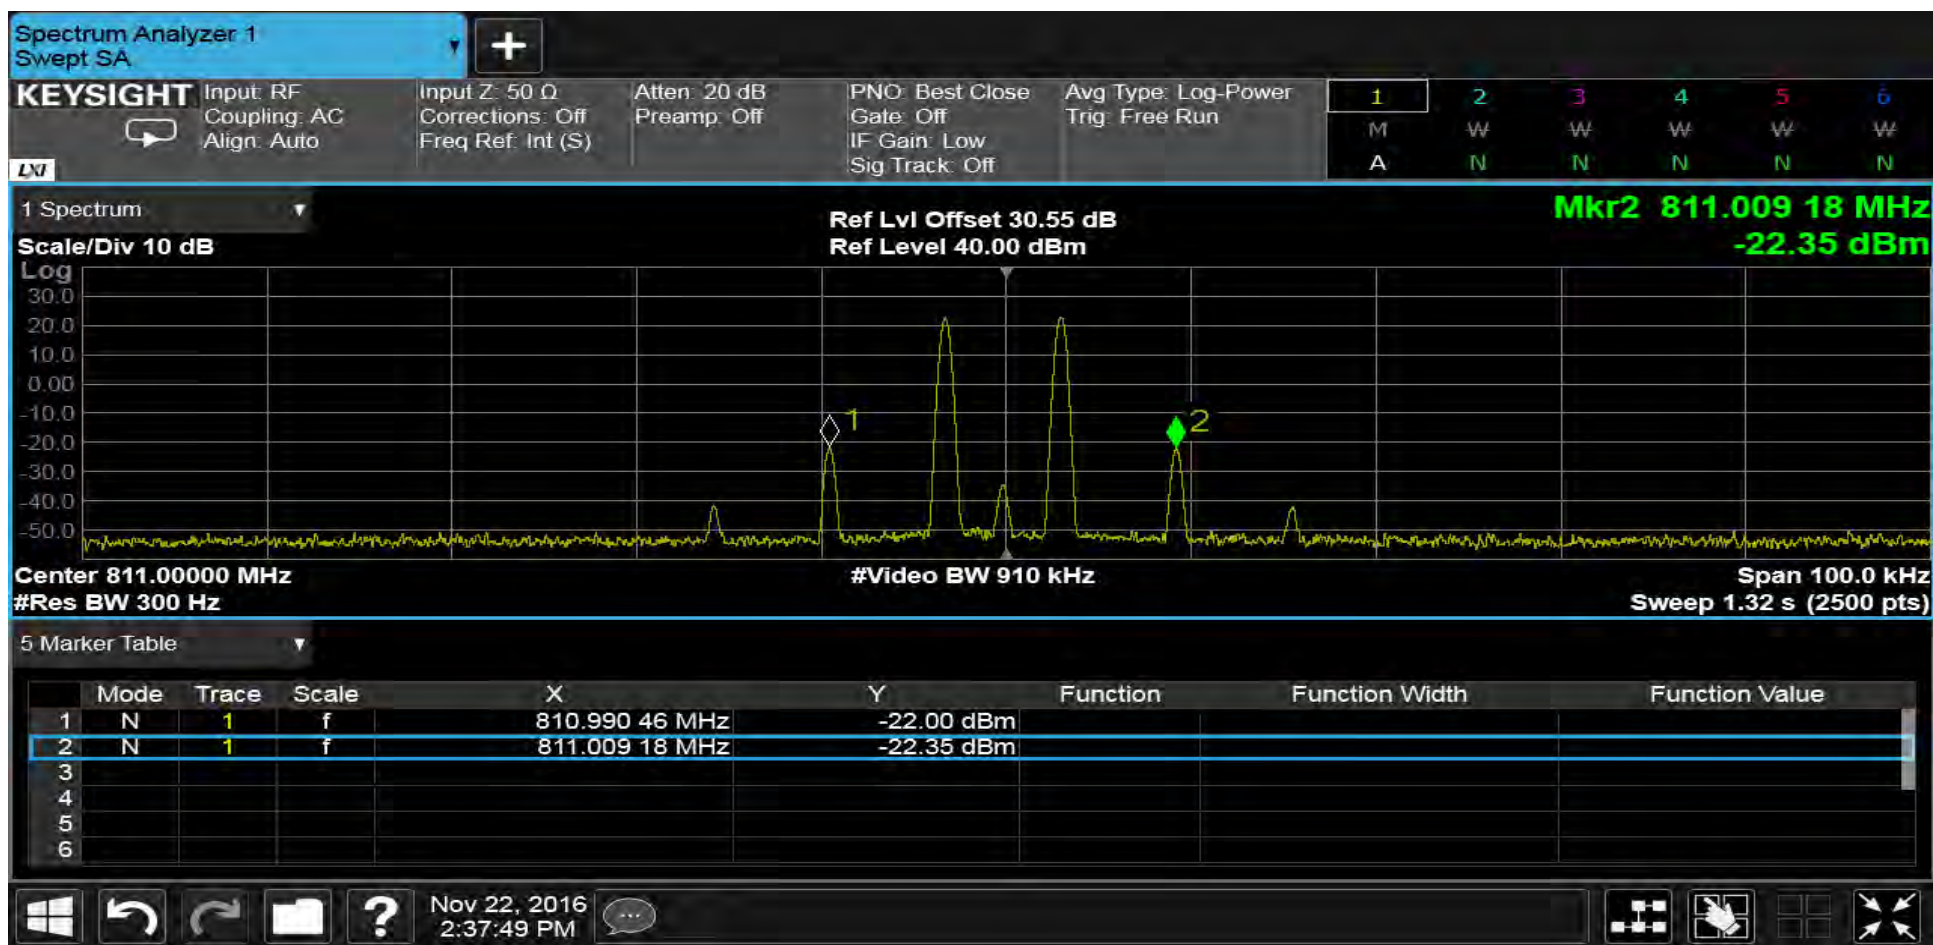 Spectrum Analyzer 1
Swept SA
KEYSIGHT
LXI
Input: RF
Coupling: AC
Align: Auto
Input Z: 50 Ω
Corrections: Off
Freq Ref: Int (S)
Atten: 20 dB
Preamp: Off
PNO: Best Close
Gate: Off
IF Gain: Low
Sig Track: Off
Avg Type: Log-Power
Trig: Free Run
1 2 3 4 5 6
M W W W W W
A N N N N N
1 Spectrum
Scale/Div 10 dB
Ref Lvl Offset 30.55 dB
Ref Level 40.00 dBm
Mkr2 811.009 18 MHz
-22.35 dBm
Log
30.0
20.0
10.0
0.00
-10.0
-20.0
-30.0
-40.0
-50.0
1
2
Center 811.00000 MHz
#Res BW 300 Hz
#Video BW 910 kHz
Span 100.0 kHz
Sweep 1.32 s (2500 pts)
5 Marker Table
Mode Trace Scale X Y Function Function Width Function Value
1 N 1 f 810.990 46 MHz -22.00 dBm
2 N 1 f 811.009 18 MHz -22.35 dBm
3
4
5
6
?
Nov 22, 2016
2:37:49 PM